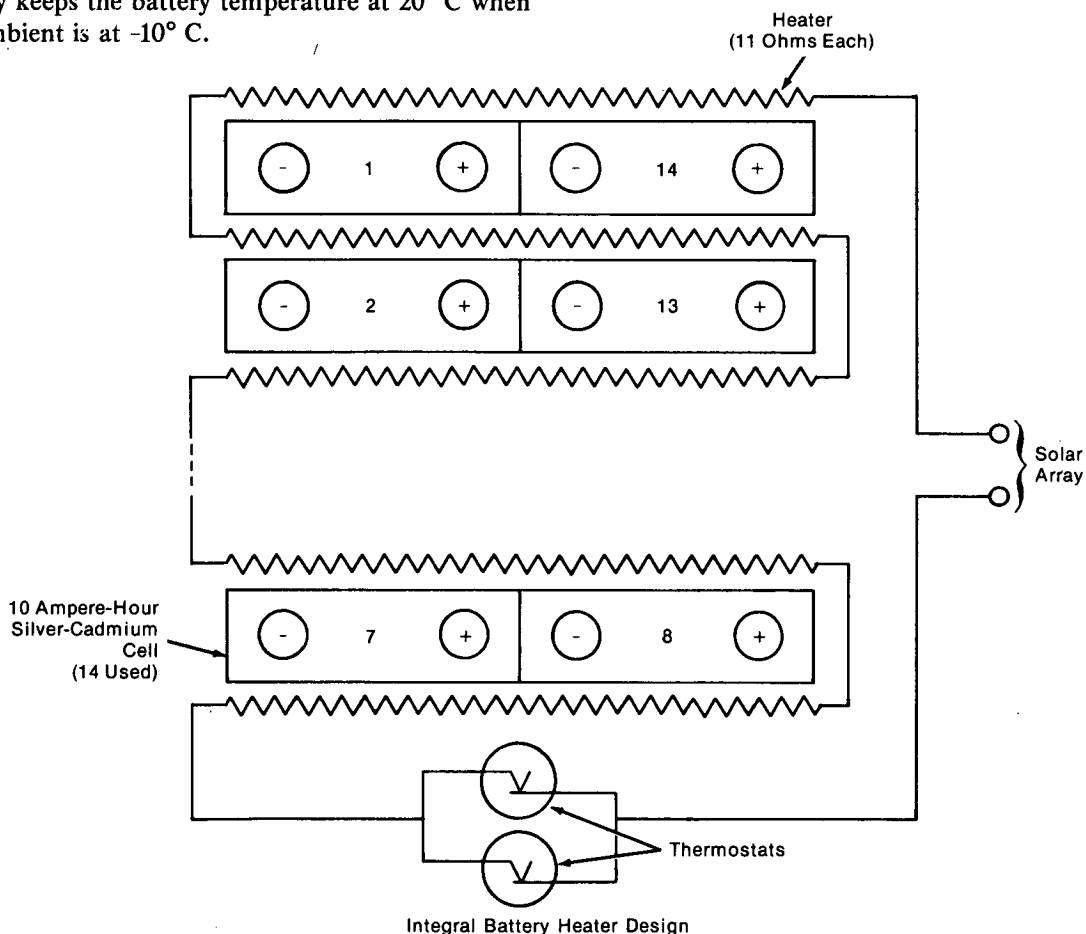 y keeps the battery temperature at 20° C when
nbient is at -10° C.
Heater
(11 Ohms Each)
- 1 + - 14 +
- 2 + - 13 +
Solar
Array
10 Ampere-Hour
Silver-Cadmium
Cell
(14 Used)
- 7 + - 8 +
Thermostats
Integral Battery Heater Design